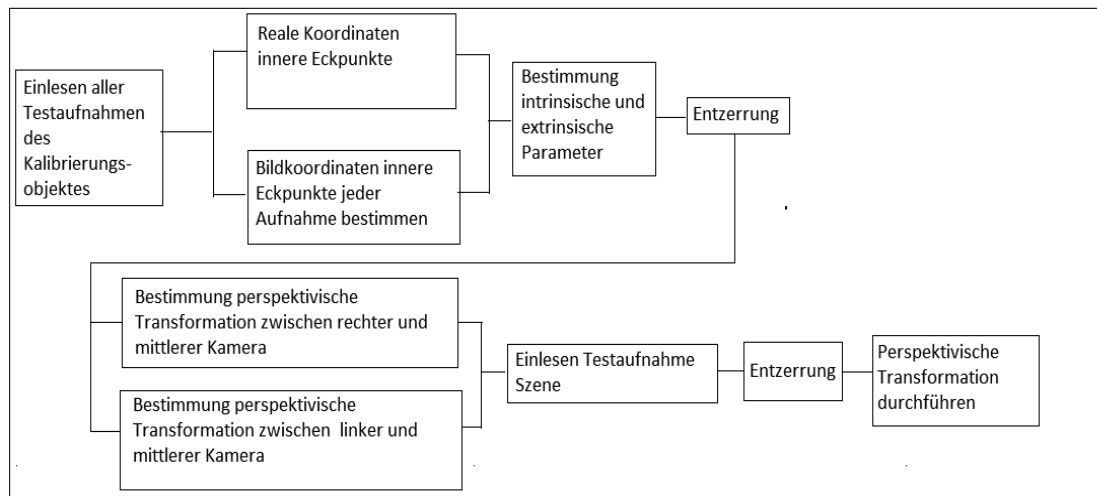 Einlesen aller
Testaufnahmen
des
Kalibrierungs-
objektes
Reale Koordinaten
innere Eckpunkte
Bildkoordinaten innere
Eckpunkte jeder
Aufnahme bestimmen
Bestimmung
intrinsische und
extrinsische
Parameter
Entzerrung
Bestimmung perspektivische
Transformation zwischen rechter und
mittlerer Kamera
Bestimmung perspektivische
Transformation zwischen linker und
mittlerer Kamera
Einlesen Testaufnahme
Szene
Entzerrung
Perspektivische
Transformation
durchführen